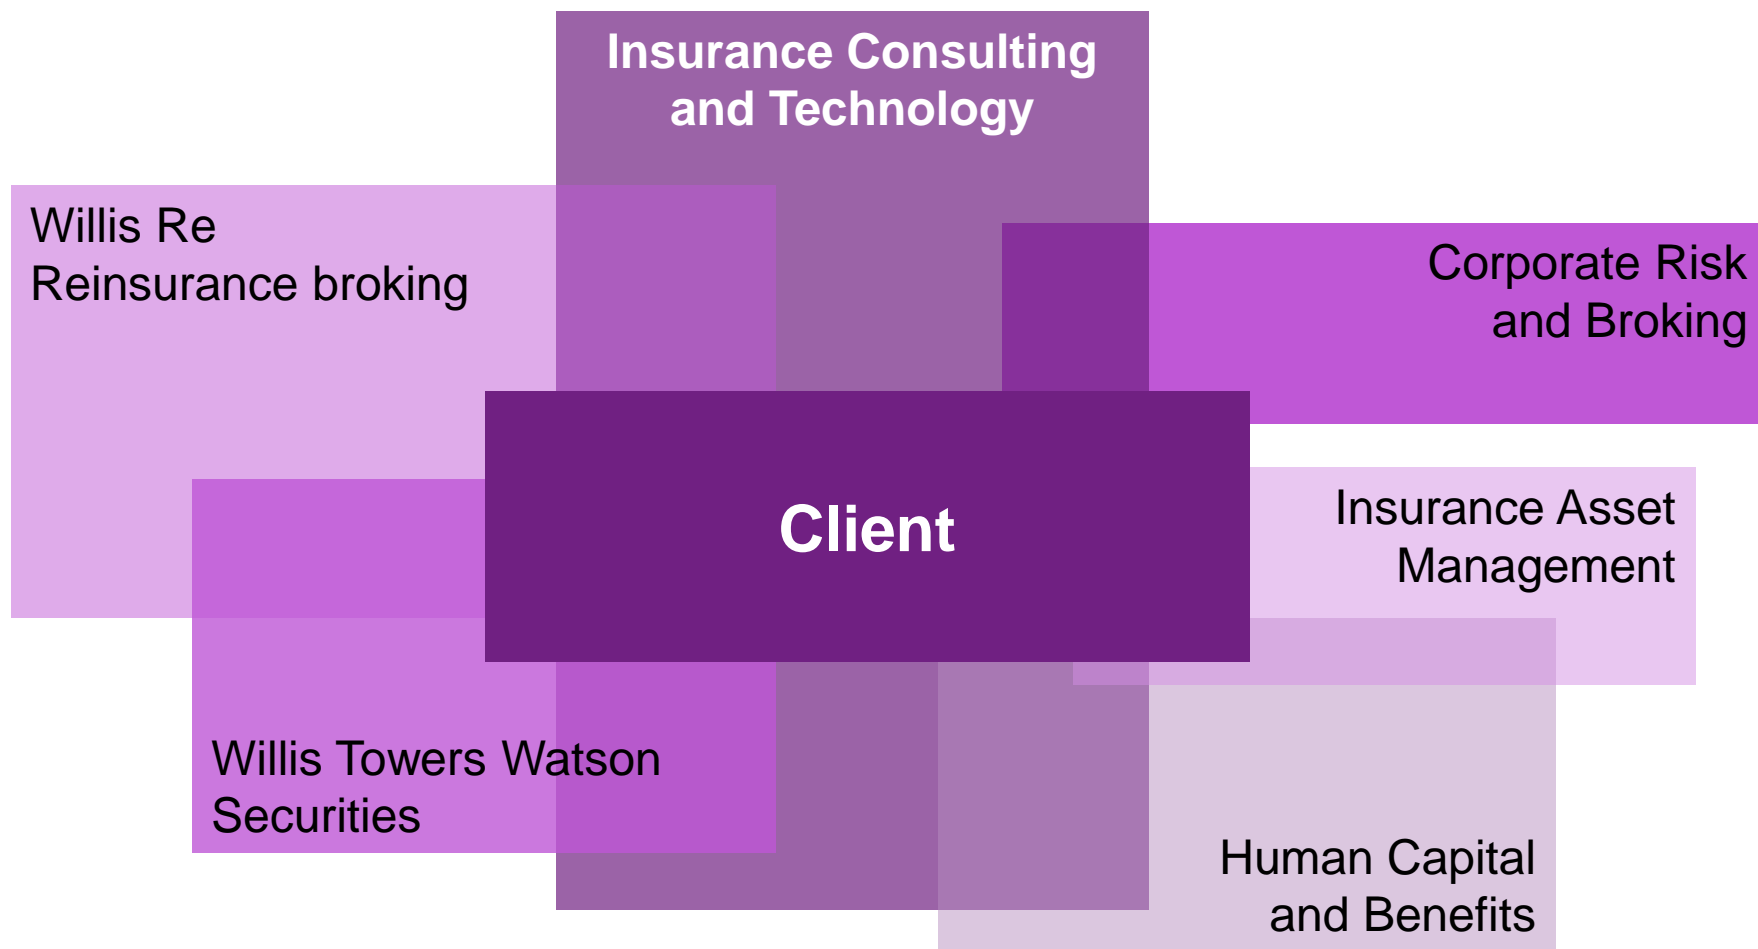 Insurance Consulting
and Technology
Willis Re
Reinsurance broking
Corporate Risk
and Broking
Client
Insurance Asset
Management
Willis Towers Watson
Securities
Human Capital
and Benefits